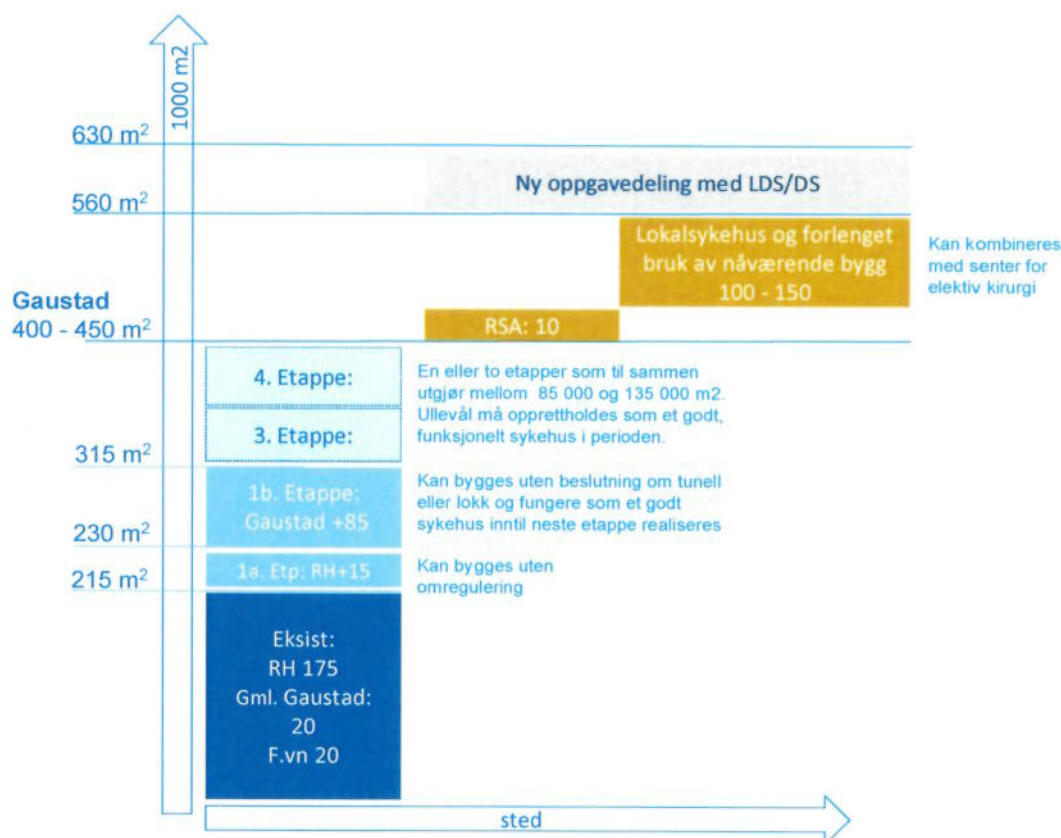 1000 m2
630 m²
Ny oppgavedeling med LDS/DS
560 m²
Lokalsykehus og forlenget
bruk av nåværende bygg
100 - 150
Kan kombineres
med senter for
elektiv kirurgi
Gaustad
400 - 450 m²
RSA: 10
4. Etappe:
3. Etappe:
En eller to etapper som til sammen
utgjør mellom 85 000 og 135 000 m2.
Ullevål må opprettholdes som et godt,
funksjonelt sykehus i perioden.
315 m²
1b. Etappe:
Gaustad +85
Kan bygges uten beslutning om tunell
eller lokk og fungere som et godt
sykehus inntil neste etappe realiseres
230 m²
1a. Etp: RH+15
Kan bygges uten
omregulering
215 m²
Eksist:
RH 175
Gml. Gaustad:
20
F.vn 20
sted